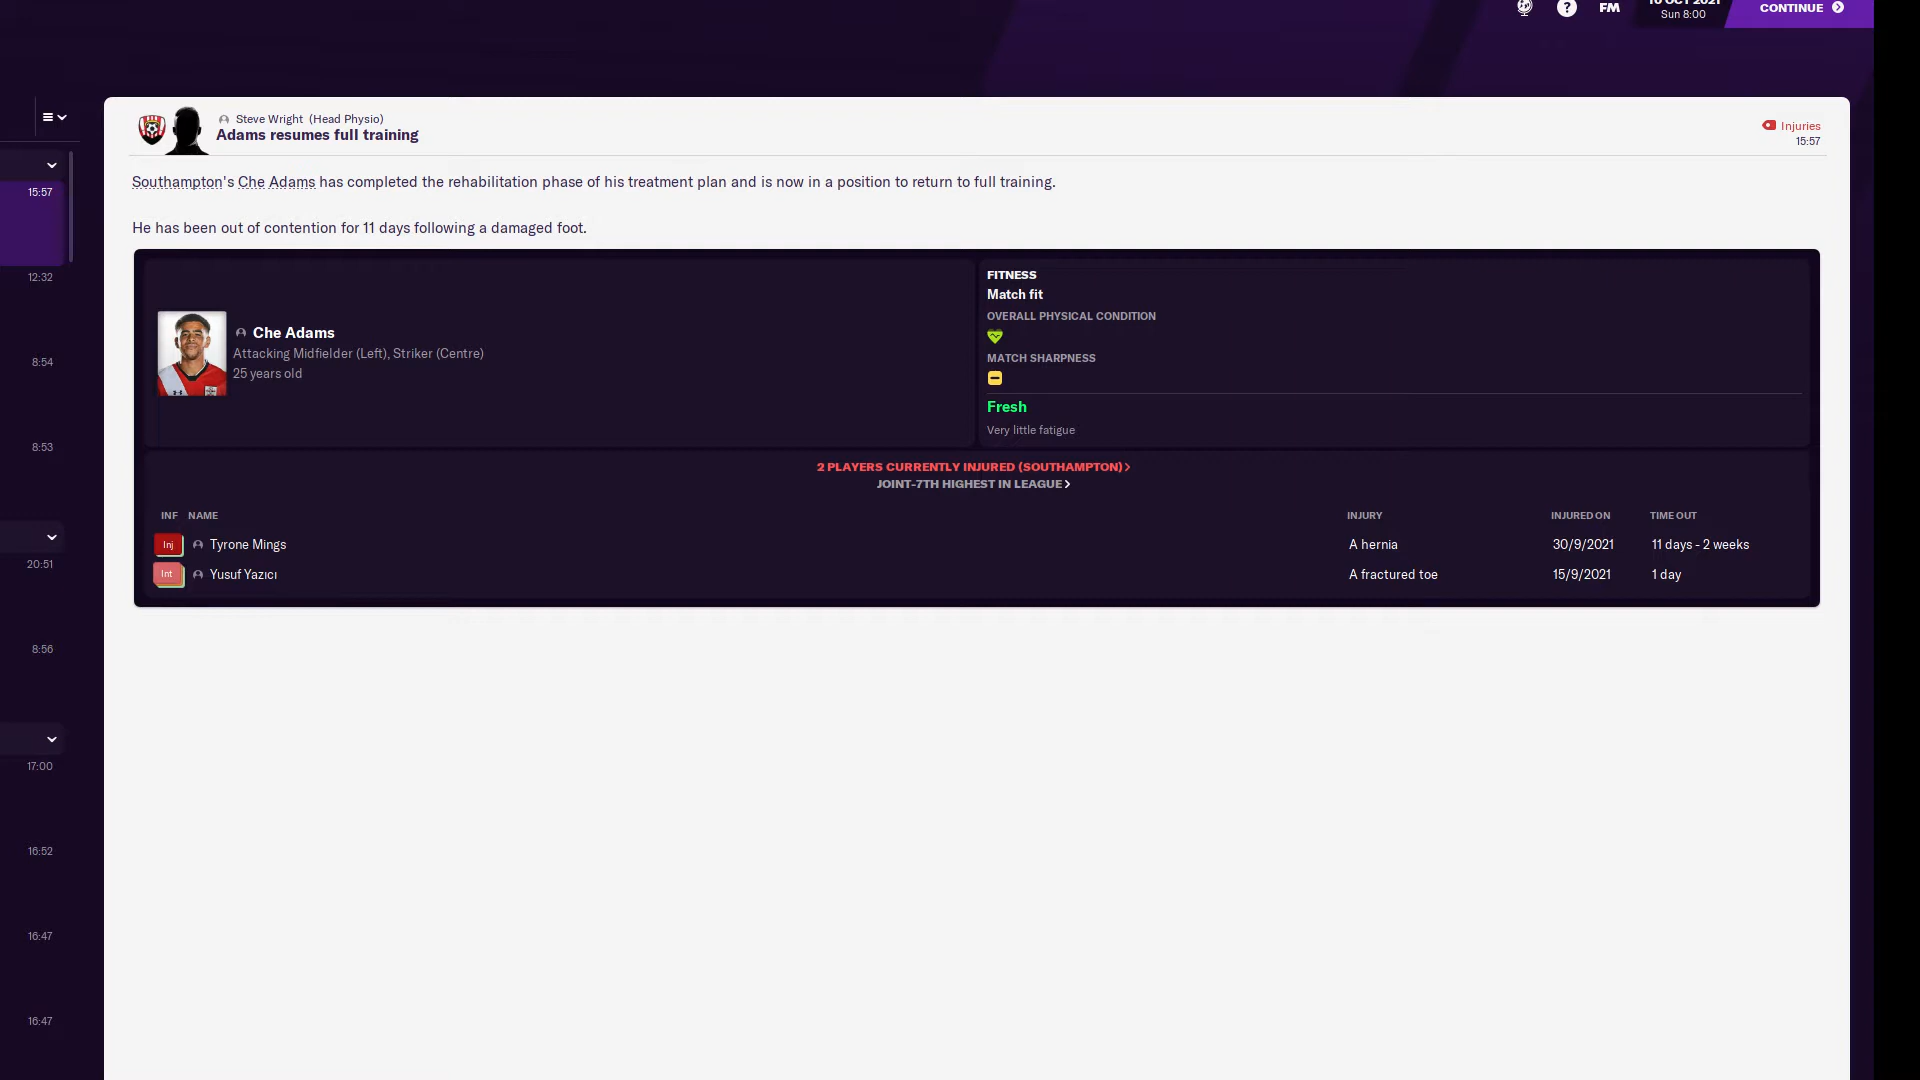 FM
Sun 8:00
CONTINUE
Steve Wright (Head Physio)
Adams resumes full training
Injuries
15:57
Southampton's Che Adams has completed the rehabilitation phase of his treatment plan and is now in a position to return to full training.
He has been out of contention for 11 days following a damaged foot.
Che Adams
Attacking Midfielder (Left), Striker (Centre)
25 years old
FITNESS
Match fit
OVERALL PHYSICAL CONDITION
MATCH SHARPNESS
Fresh
Very little fatigue
2 PLAYERS CURRENTLY INJURED (SOUTHAMPTON)
JOINT-7TH HIGHEST IN LEAGUE
INF NAME INJURY INJURED ON TIME OUT
Inj Tyrone Mings A hernia 30/9/2021 11 days - 2 weeks
Int Yusuf Yazıcı A fractured toe 15/9/2021 1 day
15:57
12:32
8:54
8:53
20:51
8:56
17:00
16:52
16:47
16:47